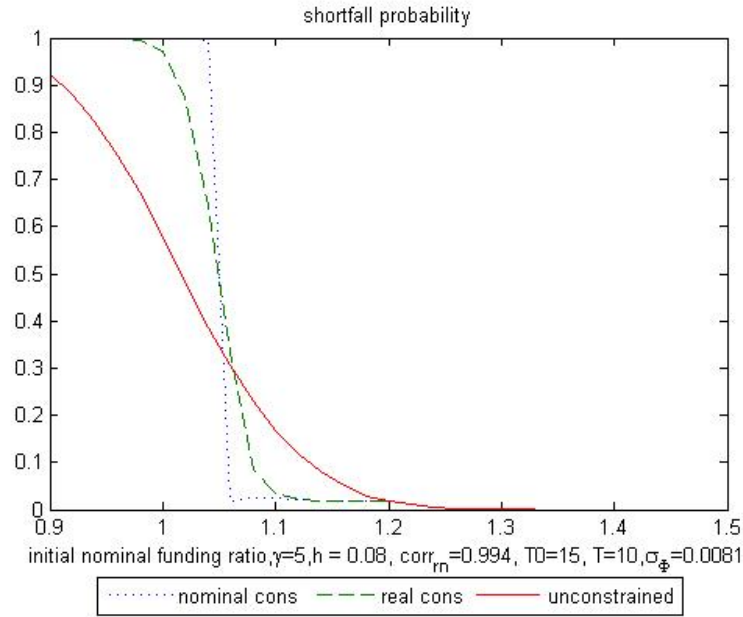 shortfall probability
1
0.9
0.8
0.7
0.6
0.5
0.4
0.3
0.2
0.1
0
0.9 1 1.1 1.2 1.3 1.4 1.5
initial nominal funding ratio,γ=5,h = 0.08, corr_rn=0.994, T0=15, T=10,σ_Φ=0.0081
nominal cons real cons unconstrained